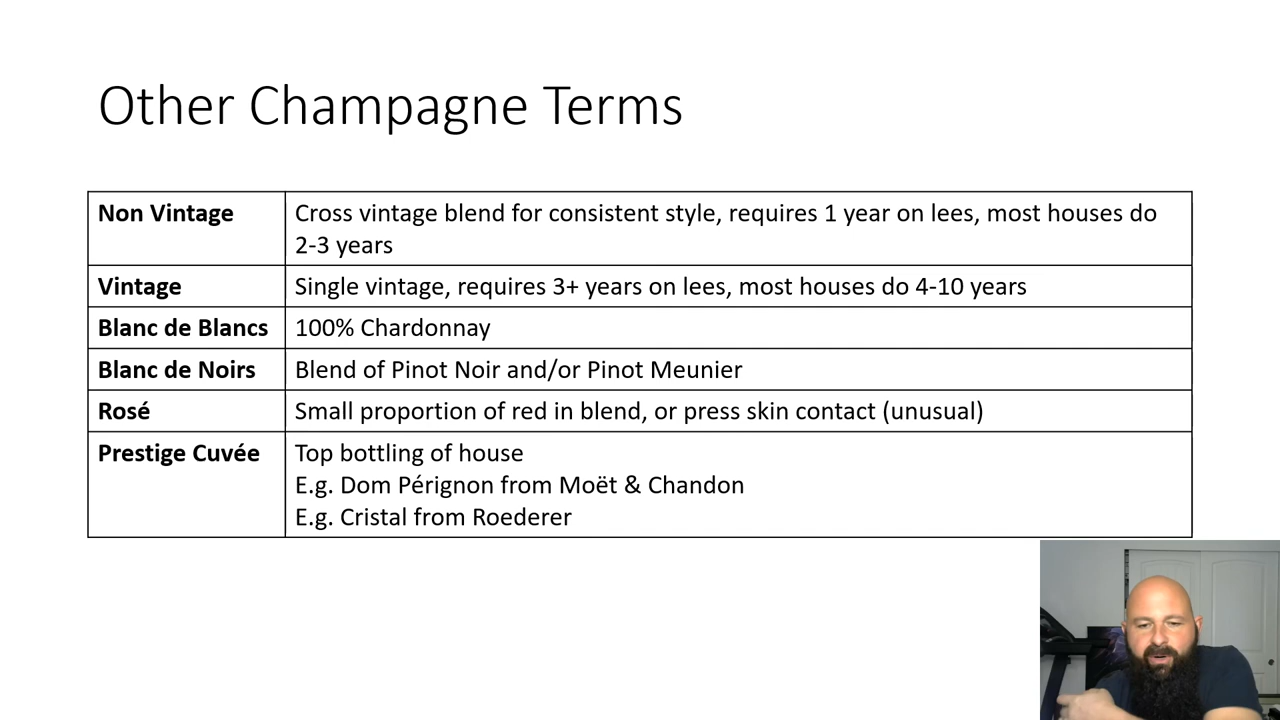 Other Champagne Terms
Non Vintage
Cross vintage blend for consistent style, requires 1 year on lees, most houses do
2-3 years
Vintage
Single vintage, requires 3+ years on lees, most houses do 4-10 years
Blanc de Blancs
100% Chardonnay
Blanc de Noirs
Blend of Pinot Noir and/or Pinot Meunier
Rosé
Small proportion of red in blend, or press skin contact (unusual)
Prestige Cuvée
Top bottling of house
E.g. Dom Pérignon from Moët & Chandon
E.g. Cristal from Roederer